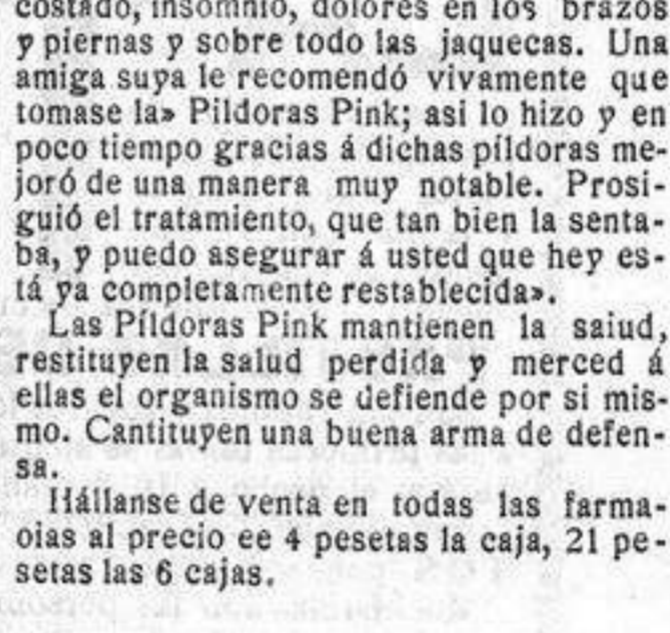 costado, insomnio, dolores en los brazos
y piernas y sobre todo las jaquecas. Una
amiga suya le recomendó vivamente que
tomase la» Pildoras Pink; asi lo hizo y en
poco tiempo gracias á dichas píldoras me-
joró de una manera muy notable. Prosi-
guió el tratamiento, que tan bien la senta-
ba, y puedo asegurar á usted que hey es-
tá ya completamente restablecida».
Las Píldoras Pink mantienen la saiud,
restituyen la salud perdida y merced á
ellas el organismo se defiende por si mis-
mo. Cantituyen una buena arma de defen-
sa.
Hállanse de venta en todas las farma-
oias al precio ee 4 pesetas la caja, 21 pe-
setas las 6 cajas.